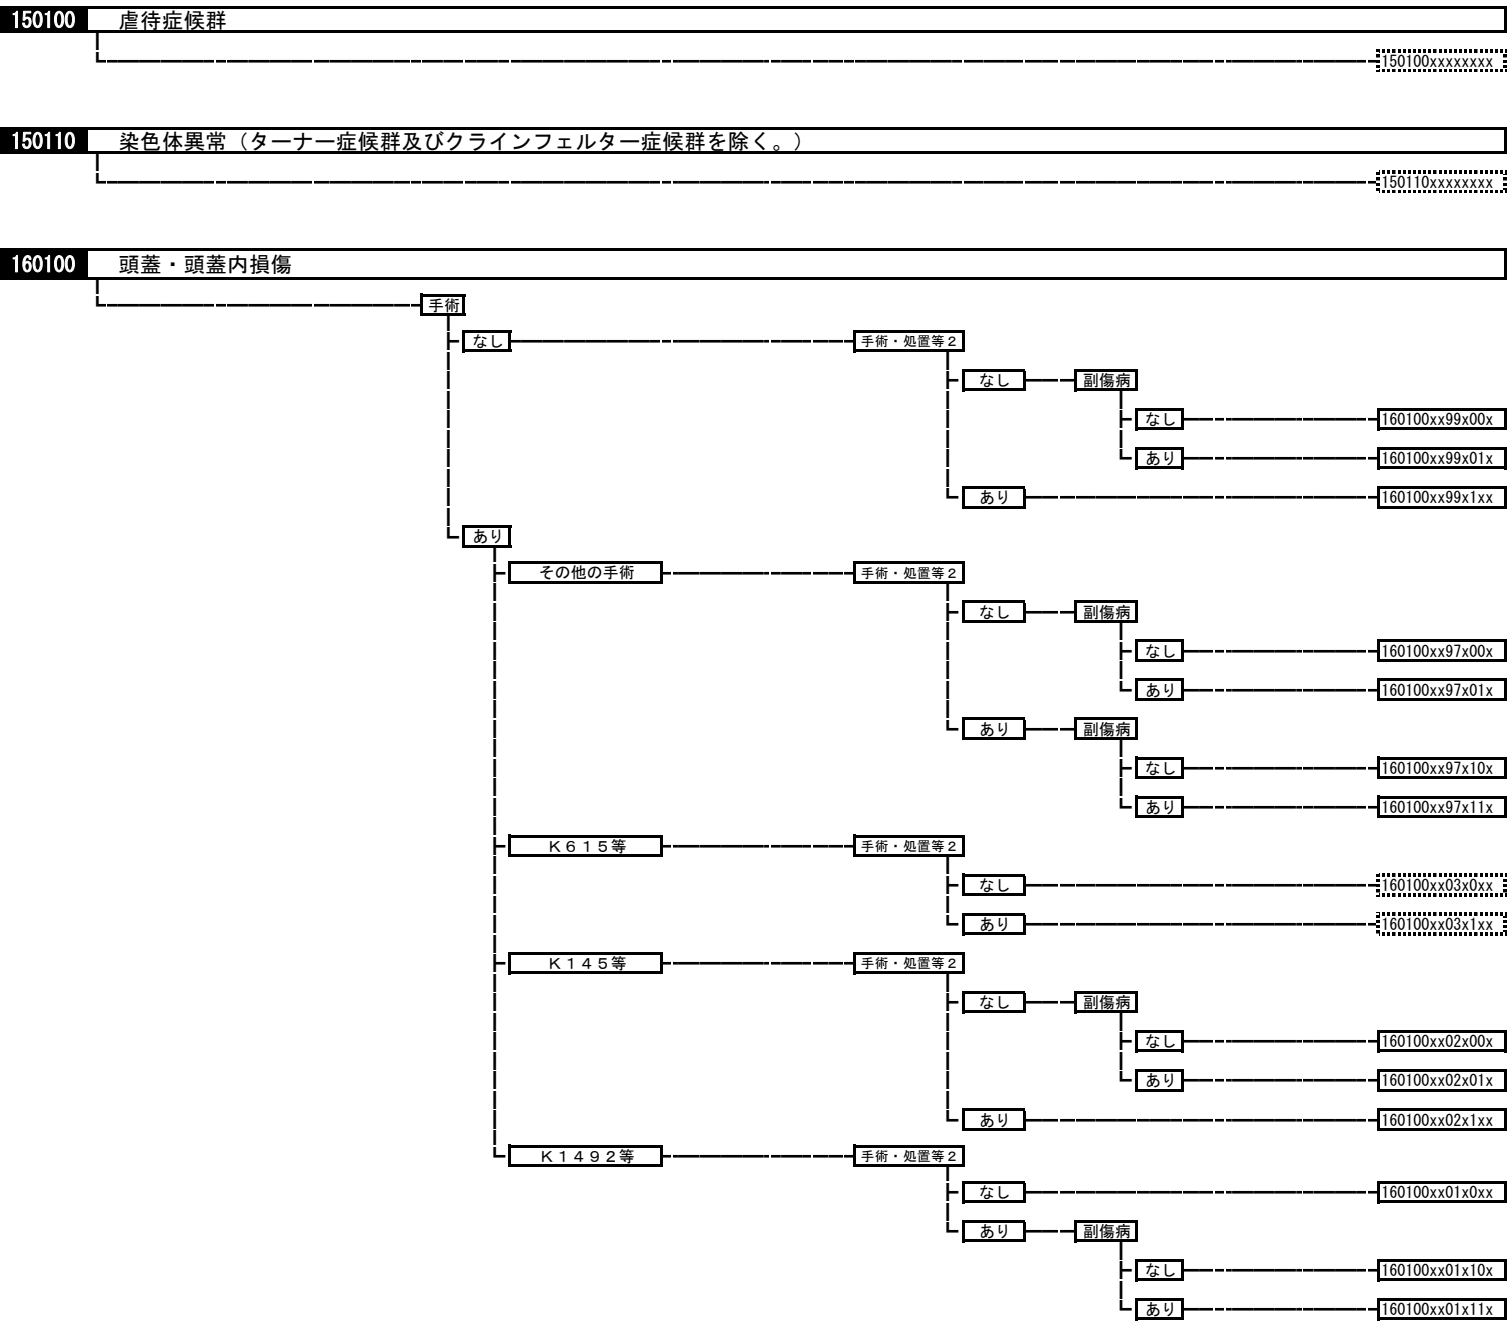 150100 虐待症候群
150100xxxxxxxx
150110 染色体異常（ターナー症候群及びクラインフェルター症候群を除く。）
150110xxxxxxxx
160100 頭蓋・頭蓋内損傷
手術
なし 手術・処置等２
なし 副傷病
なし 160100xx99x00x
あり 160100xx99x01x
あり 160100xx99x1xx
あり
その他の手術 手術・処置等２
なし 副傷病
なし 160100xx97x00x
あり 160100xx97x01x
あり 副傷病
なし 160100xx97x10x
あり 160100xx97x11x
Ｋ６１５等 手術・処置等２
なし 160100xx03x0xx
あり 160100xx03x1xx
Ｋ１４５等 手術・処置等２
なし 副傷病
なし 160100xx02x00x
あり 160100xx02x01x
あり 160100xx02x1xx
Ｋ１４９２等 手術・処置等２
なし 160100xx01x0xx
あり 副傷病
なし 160100xx01x10x
あり 160100xx01x11x